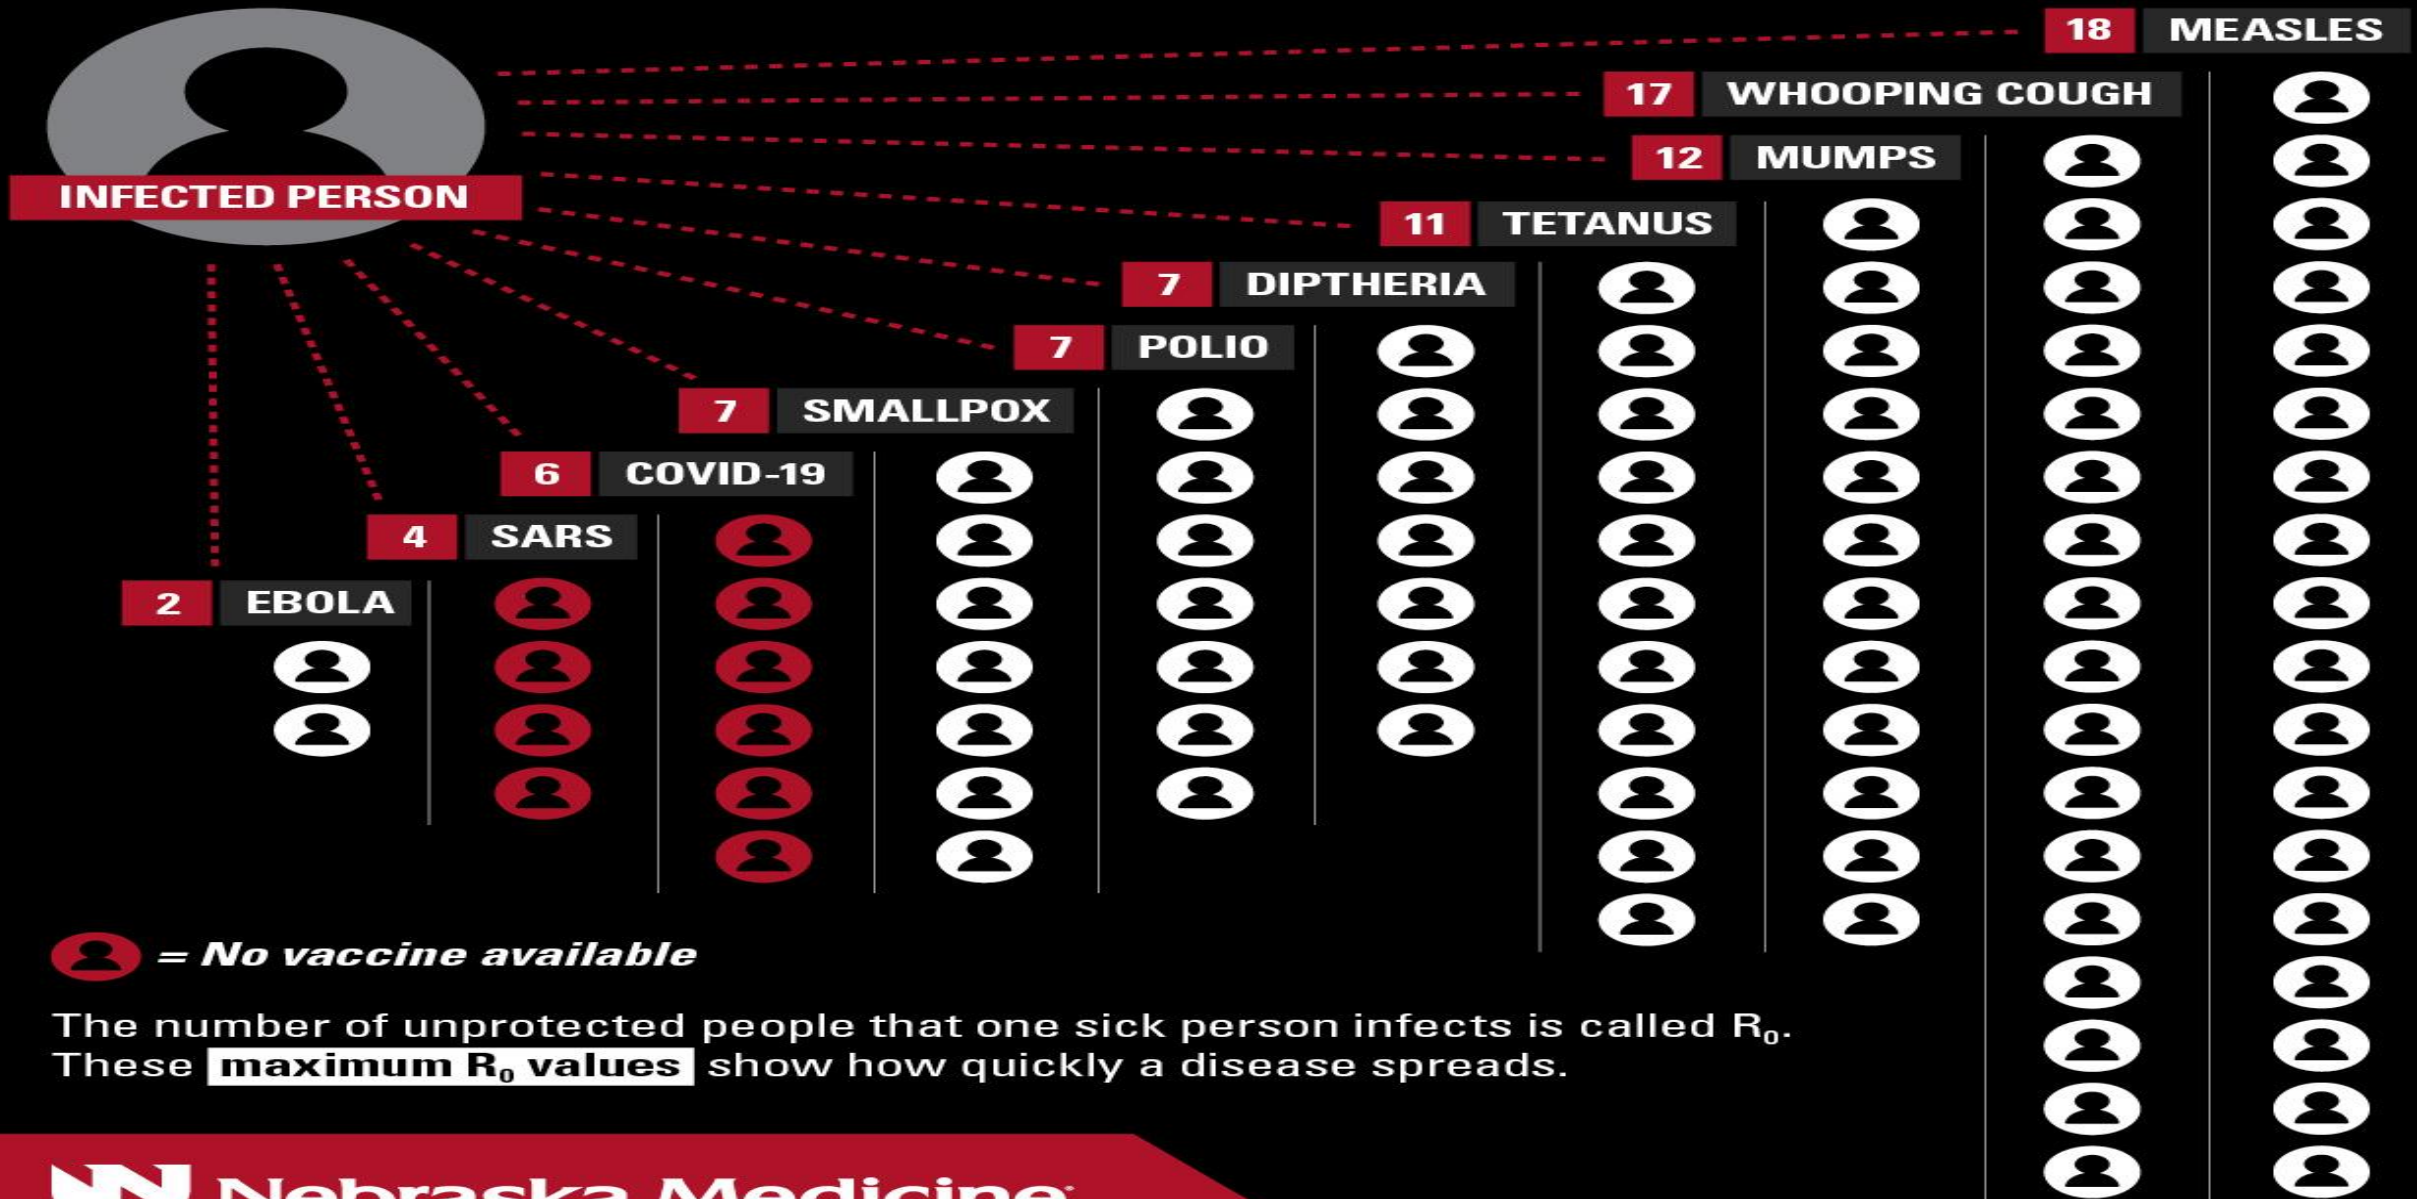 18 MEASLES
17 WHOOPING COUGH
12 MUMPS
INFECTED PERSON
11 TETANUS
7 DIPTHERIA
7 POLIO
7 SMALLPOX
6 COVID-19
4 SARS
2 EBOLA
= No vaccine available
The number of unprotected people that one sick person infects is called R₀.
These maximum R₀ values show how quickly a disease spreads.
Nebraska Medicine